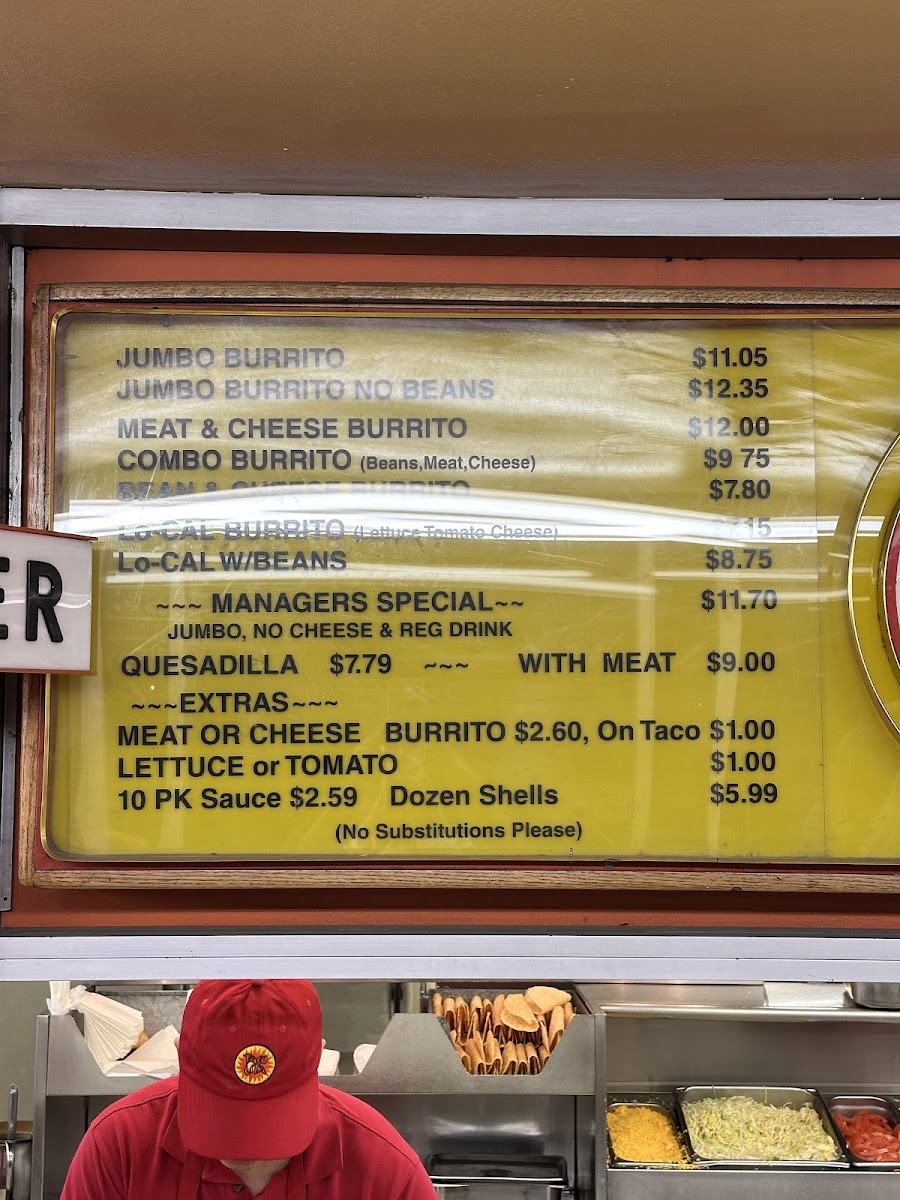 JUMBO BURRITO $11.05
JUMBO BURRITO NO BEANS $12.35
MEAT & CHEESE BURRITO $12.00
COMBO BURRITO (Beans,Meat,Cheese) $9 75
BEAN & CHEESE BURRITO $7.80
Lo-CAL BURRITO (Lettuce Tomato Cheese)
Lo-CAL W/BEANS $8.75
~~~ MANAGERS SPECIAL~~ $11.70
JUMBO, NO CHEESE & REG DRINK
ER
QUESADILLA $7.79 ~~~ WITH MEAT $9.00
~~~EXTRAS~~~
MEAT OR CHEESE BURRITO $2.60, On Taco $1.00
LETTUCE or TOMATO $1.00
10 PK Sauce $2.59 Dozen Shells $5.99
(No Substitutions Please)